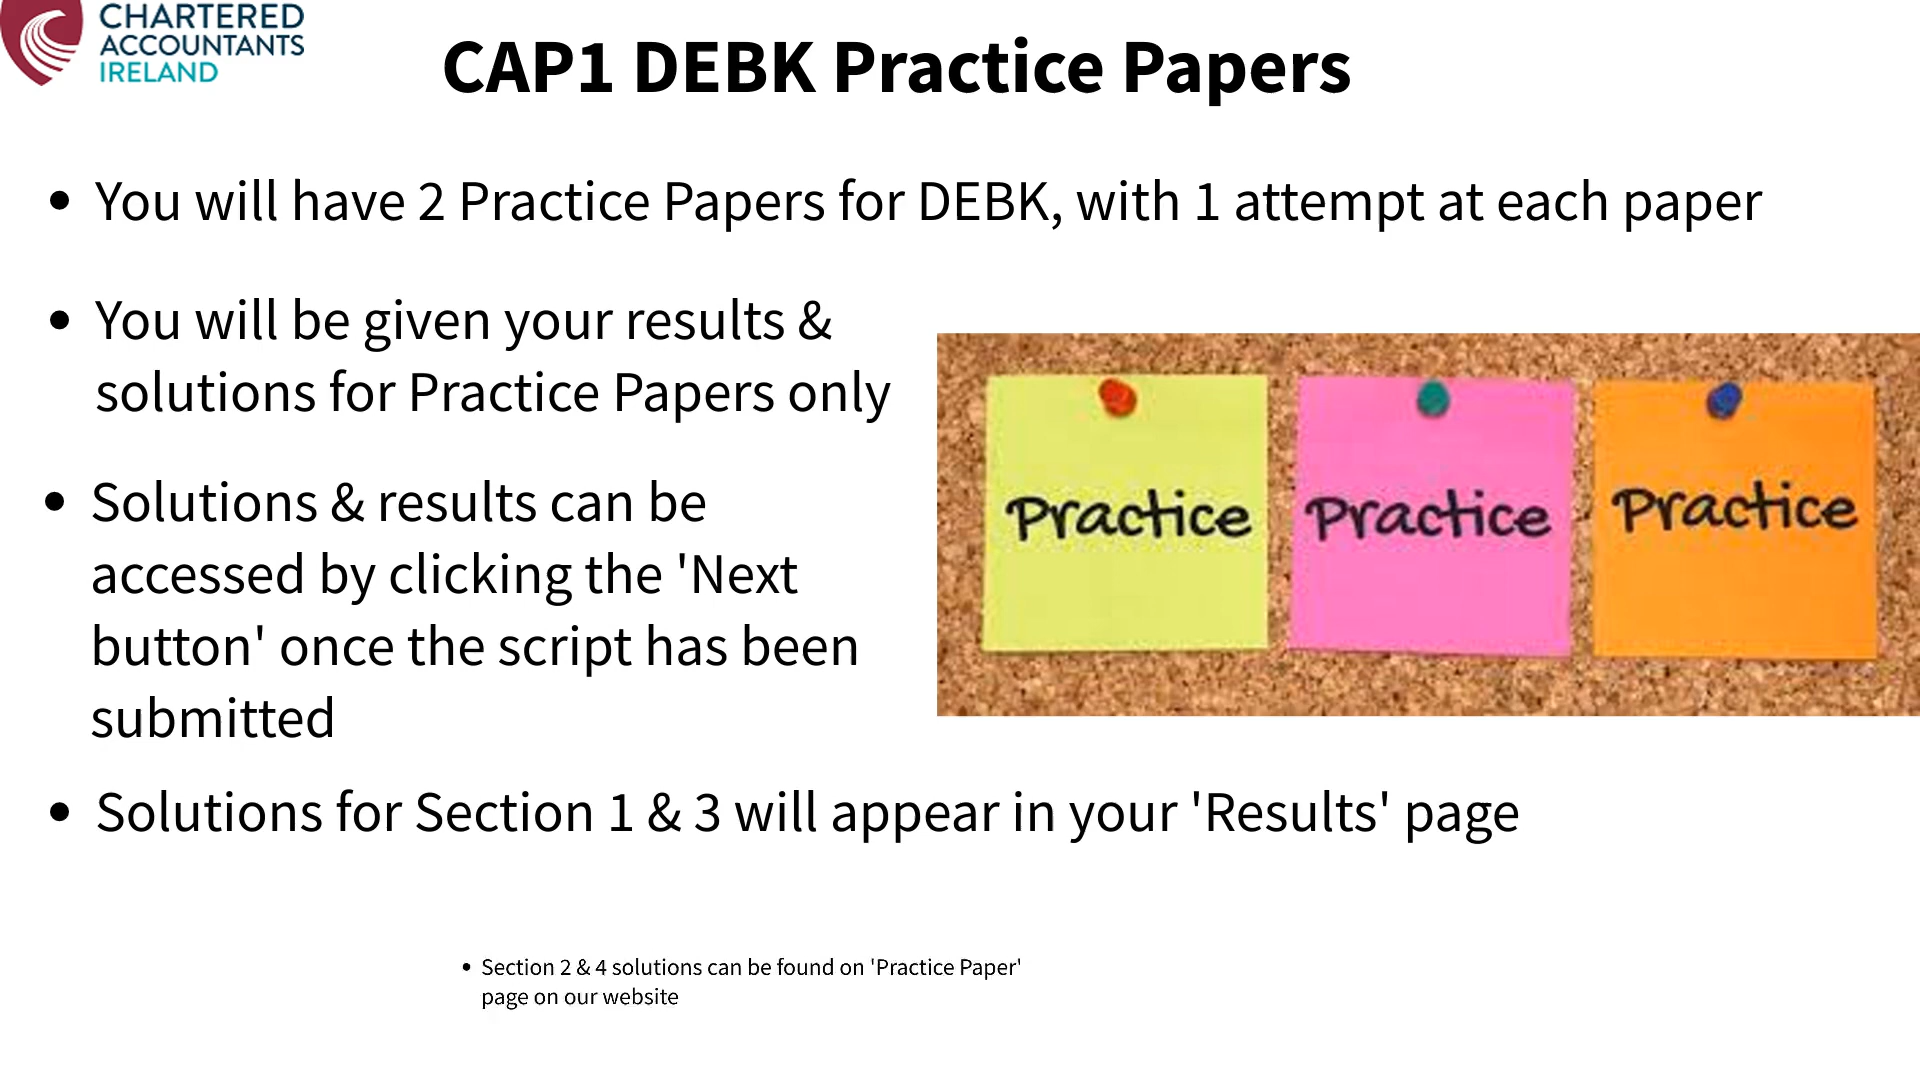 CHARTERED
ACCOUNTANTS
IRELAND
CAP1 DEBK Practice Papers
• You will have 2 Practice Papers for DEBK, with 1 attempt at each paper
• You will be given your results &
solutions for Practice Papers only
• Solutions & results can be
accessed by clicking the 'Next
button' once the script has been
submitted
Practice
Practice
Practice
• Solutions for Section 1 & 3 will appear in your 'Results' page
• Section 2 & 4 solutions can be found on 'Practice Paper'
page on our website